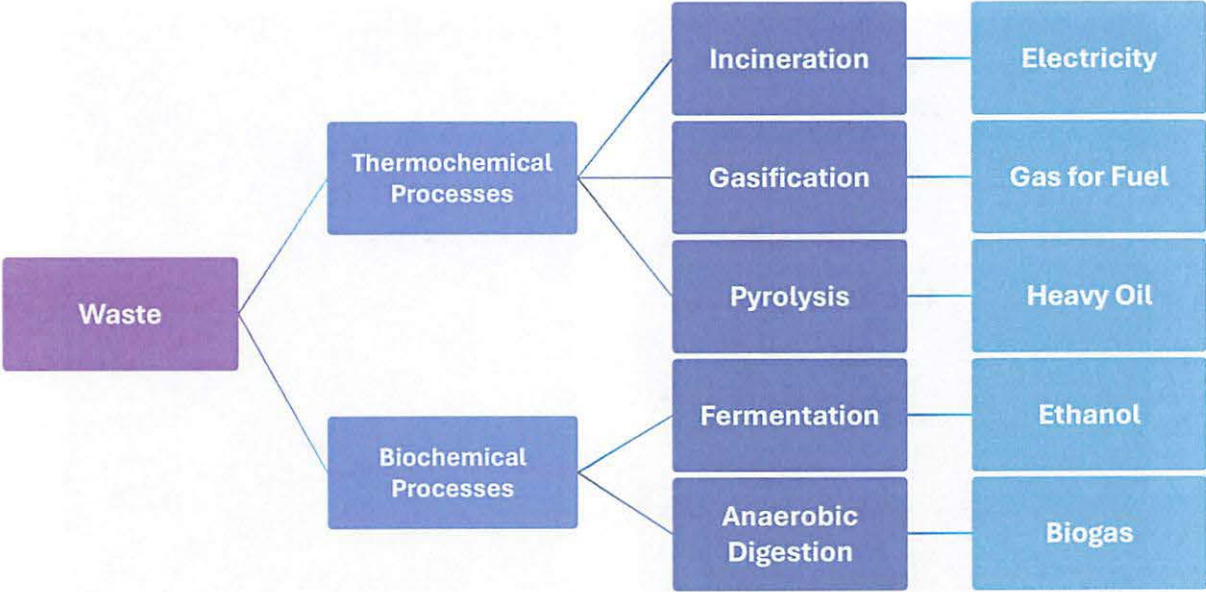 Waste
Thermochemical
Processes
Biochemical
Processes
Incineration
Gasification
Pyrolysis
Fermentation
Anaerobic
Digestion
Electricity
Gas for Fuel
Heavy Oil
Ethanol
Biogas